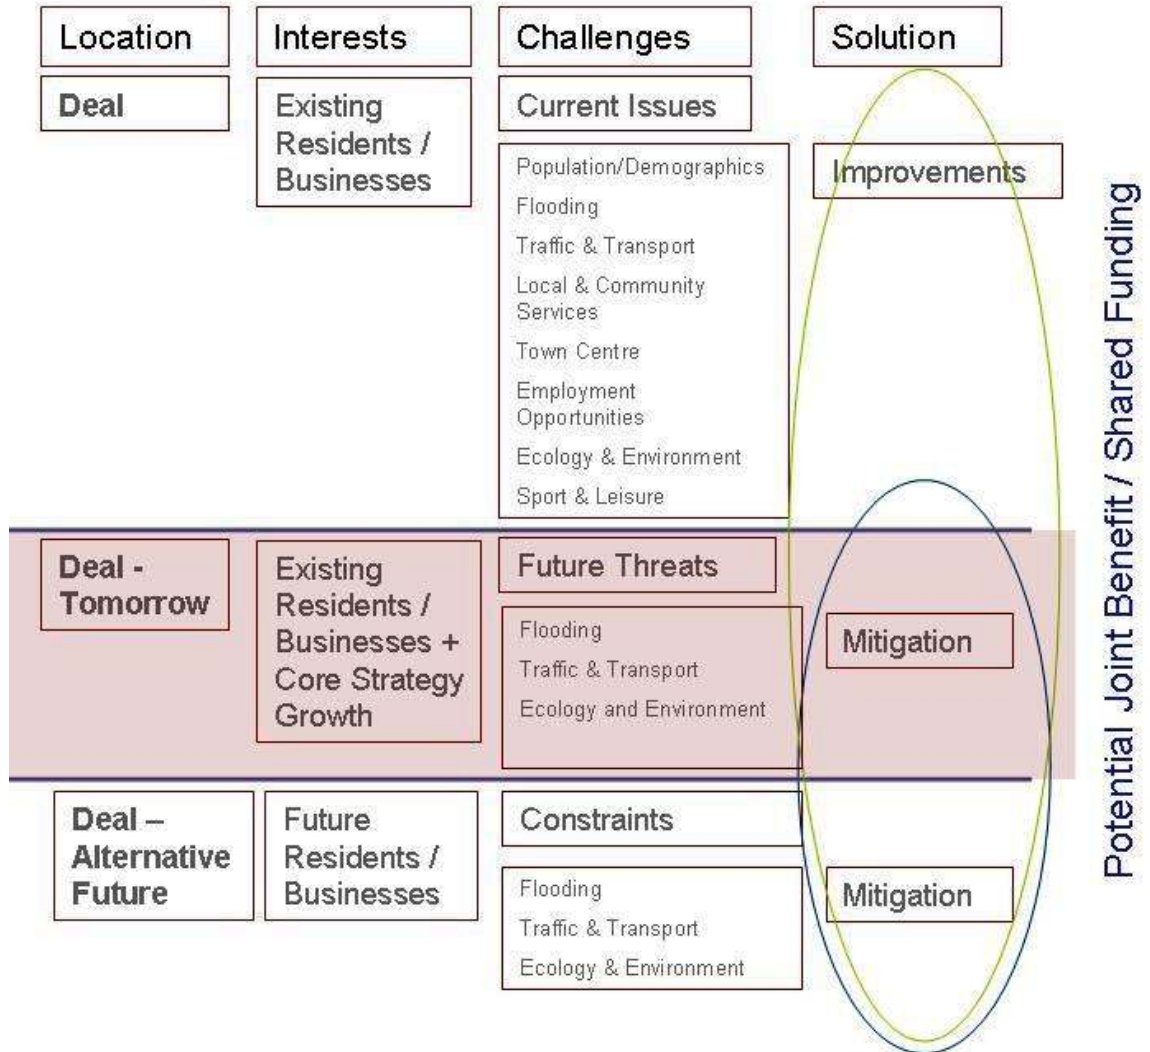 Location
Interests
Challenges
Solution
Deal
Existing
Residents /
Businesses
Current Issues
Population/Demographics
Flooding
Traffic & Transport
Local & Community
Services
Town Centre
Employment
Opportunities
Ecology & Environment
Sport & Leisure
Improvements
Deal -
Tomorrow
Existing
Residents /
Businesses +
Core Strategy
Growth
Future Threats
Flooding
Traffic & Transport
Ecology and Environment
Mitigation
Deal –
Alternative
Future
Future
Residents /
Businesses
Constraints
Flooding
Traffic & Transport
Ecology & Environment
Mitigation
Potential Joint Benefit / Shared Funding